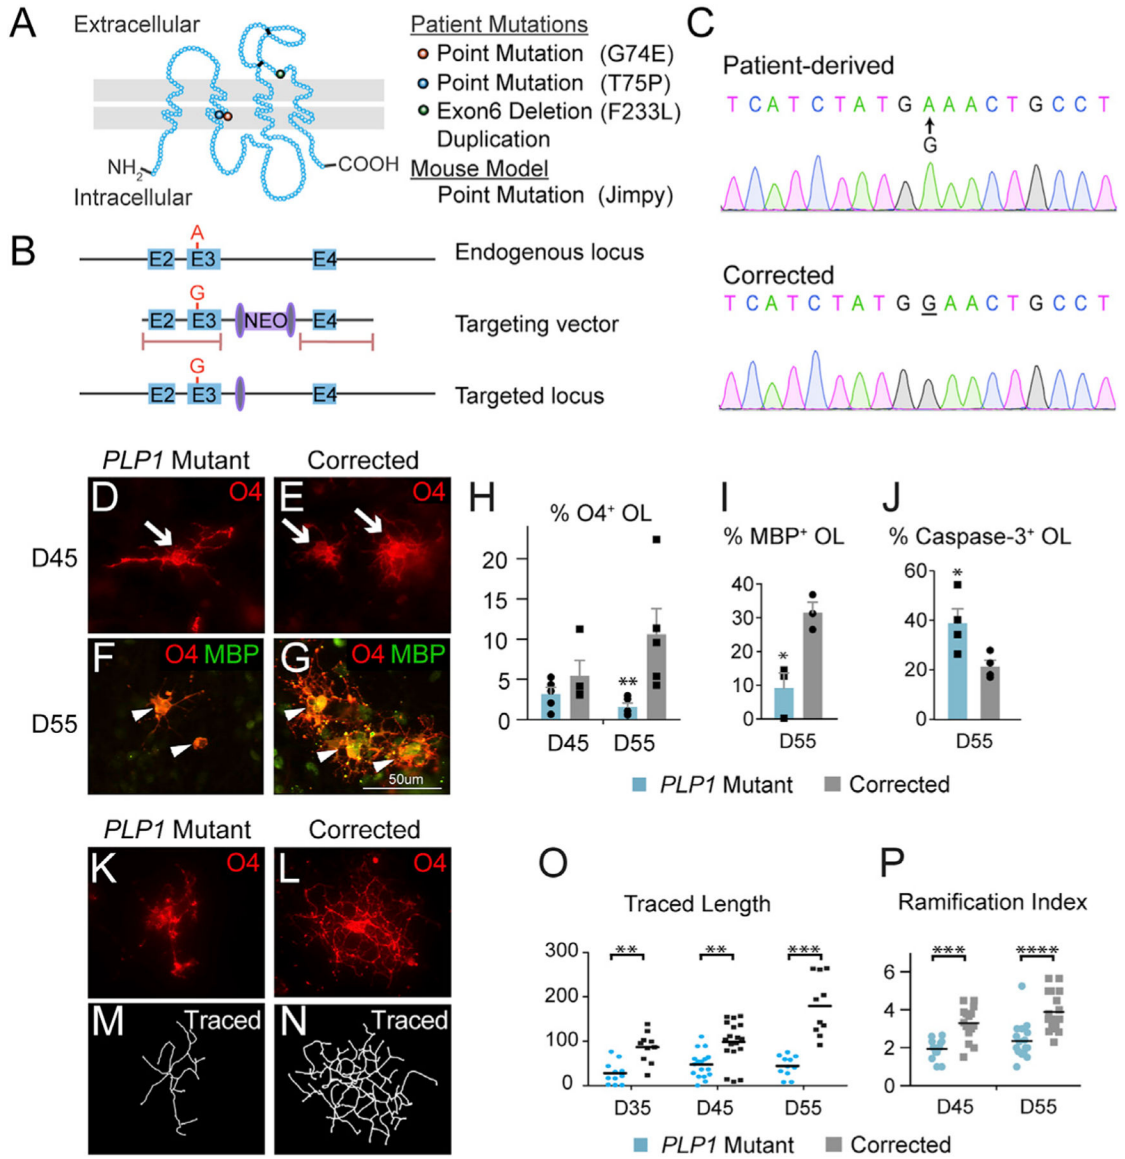 A
Extracellular
NH2
COOH
Intracellular
Patient Mutations
Point Mutation (G74E)
Point Mutation (T75P)
Exon6 Deletion (F233L)
Duplication
Mouse Model
Point Mutation (Jimpy)
B
A
E2 E3 E4
Endogenous locus
G
E2 E3 NEO E4
Targeting vector
G
E2 E3 E4
Targeted locus
C
Patient-derived
T C A T C T A T G A A A C T G C C T
G
Corrected
T C A T C T A T G G A A C T G C C T
PLP1 Mutant Corrected
D45
D O4
E O4
D55
F O4 MBP
G O4 MBP
50um
H
% O4+ OL
20
15
10
5
0
**
D45 D55
I
% MBP+ OL
40
30
20
10
0
*
D55
J
% Caspase-3+ OL
60
40
20
0
*
D55
PLP1 Mutant Corrected
PLP1 Mutant Corrected
K O4
L O4
M Traced
N Traced
O
Traced Length
300
200
100
0
** ** ***
D35 D45 D55
P
Ramification Index
6
4
2
0
*** ****
D45 D55
PLP1 Mutant Corrected